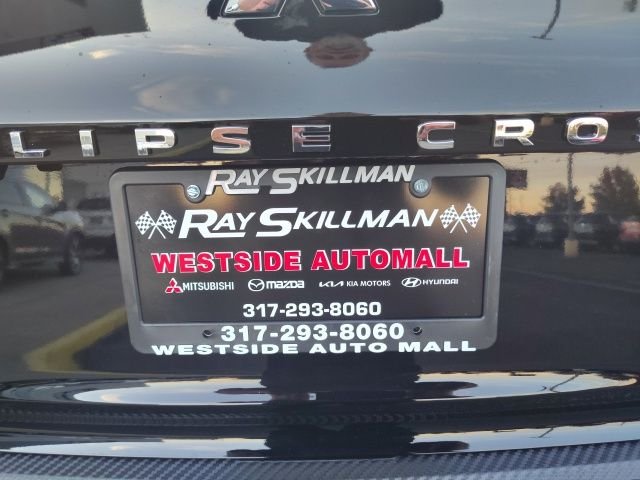 LIPSE CRO
RAY SKILLMAN
RAY SKILLMAN
WESTSIDE AUTOMALL
MITSUBISHI mazda KIA MOTORS HYUNDAI
317-293-8060
317-293-8060
WESTSIDE AUTO MALL